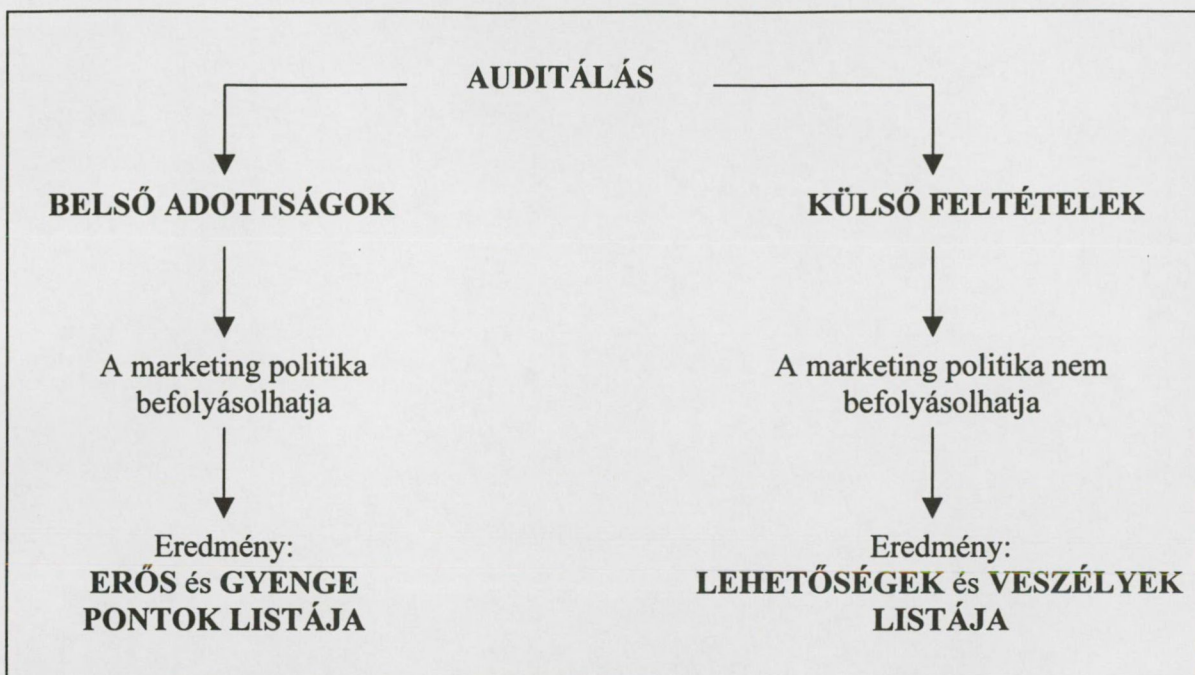 AUDITÁLÁS
BELSŐ ADOTTSÁGOK
KÜLSŐ FELTÉTELEK
A marketing politika
befolyásolhatja
A marketing politika nem
befolyásolhatja
Eredmény:
ERŐS és GYENGE
PONTOK LISTÁJA
Eredmény:
LEHETŐSÉGEK és VESZÉLYEK
LISTÁJA